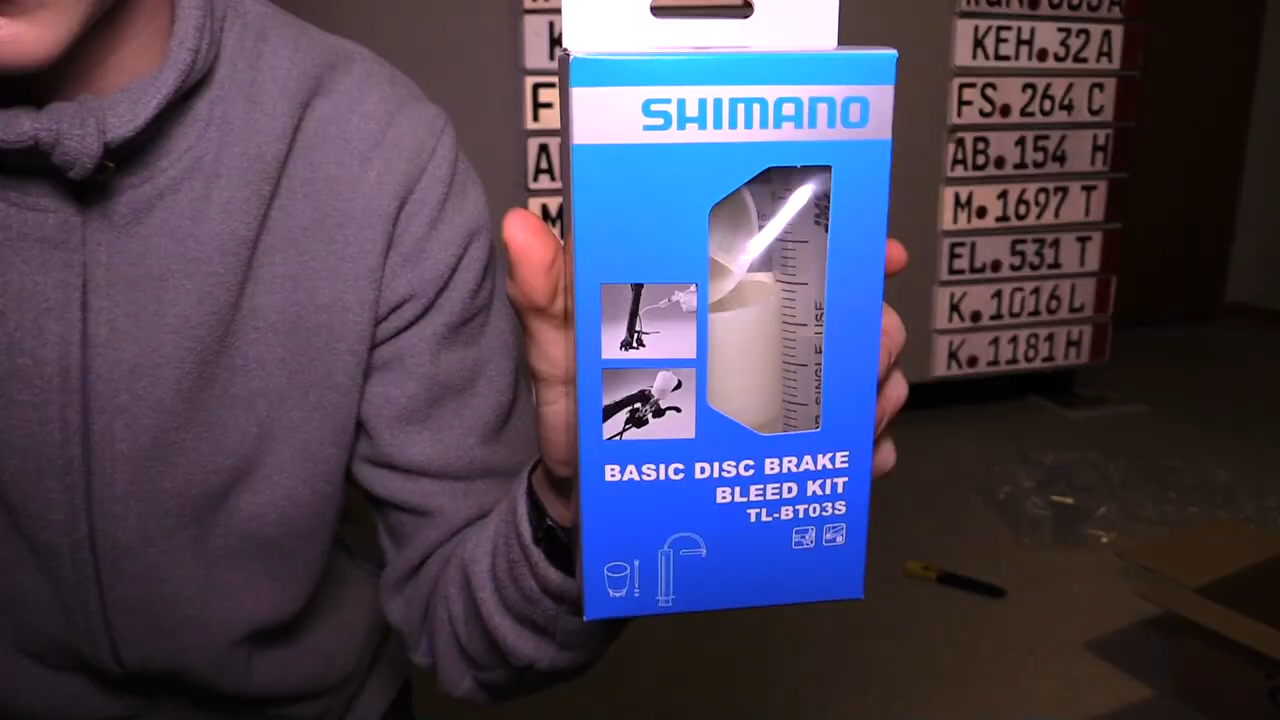 SHIMANO
SINGLE USE
BASIC DISC BRAKE
BLEED KIT
TL-BT03S
K
F
A
M
KEH.32 A
FS.264 C
AB.154 H
M.1697 T
EL.531 T
K.1016 L
K.1181 H